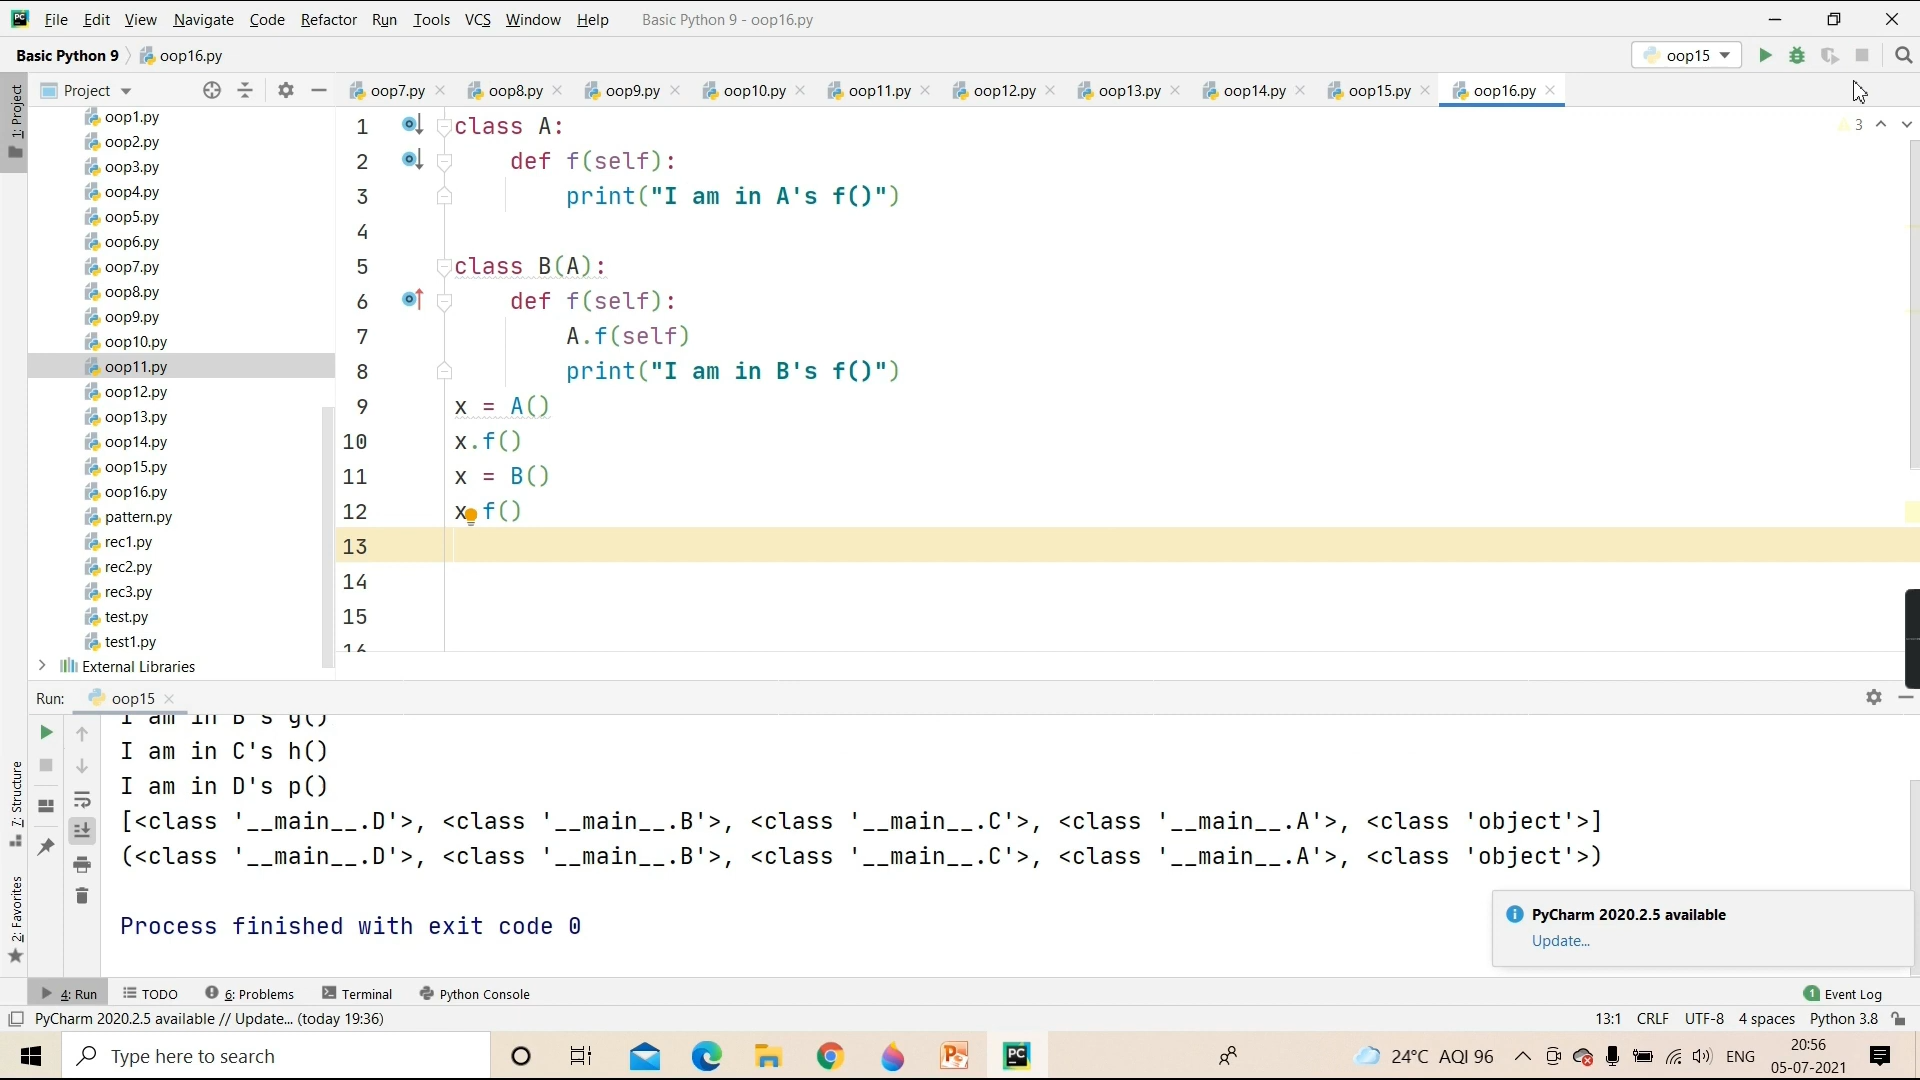 File Edit View Navigate Code Refactor Run Tools VCS Window Help Basic Python 9 - oop16.py
Basic Python 9 oop16.py oop15
Project oop7.py oop8.py oop9.py oop10.py oop11.py oop12.py oop13.py oop14.py oop15.py oop16.py
1: Project
oop1.py
oop2.py
oop3.py
oop4.py
oop5.py
oop6.py
oop7.py
oop8.py
oop9.py
oop10.py
oop11.py
oop12.py
oop13.py
oop14.py
oop15.py
oop16.py
pattern.py
rec1.py
rec2.py
rec3.py
test.py
test1.py
External Libraries
3
1 class A:
2 def f(self):
3 print("I am in A's f()")
4
5 class B(A):
6 def f(self):
7 A.f(self)
8 print("I am in B's f()")
9 x = A()
10 x.f()
11 x = B()
12 x f()
13
14
15
16
Run: oop15
I am in B's g()
I am in C's h()
I am in D's p()
[<class '__main__.D'>, <class '__main__.B'>, <class '__main__.C'>, <class '__main__.A'>, <class 'object'>]
(<class '__main__.D'>, <class '__main__.B'>, <class '__main__.C'>, <class '__main__.A'>, <class 'object'>)
Process finished with exit code 0
7: Structure
2: Favorites
PyCharm 2020.2.5 available
Update...
4: Run TODO 6: Problems Terminal Python Console 1 Event Log
PyCharm 2020.2.5 available // Update... (today 19:36) 13:1 CRLF UTF-8 4 spaces Python 3.8
Type here to search 24°C AQI 96 ENG 20:56
05-07-2021